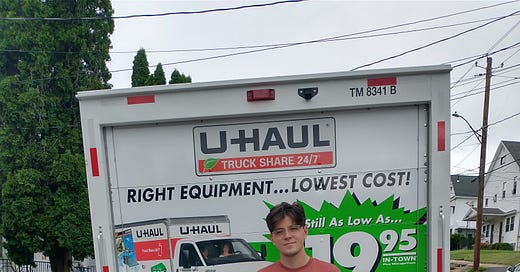 TM 8341 B
U-HAUL
TRUCK SHARE 24/7
RIGHT EQUIPMENT...LOWEST COST!
Still As Low As...
19 95
IN-TOWN
U-HAUL
U-HAUL